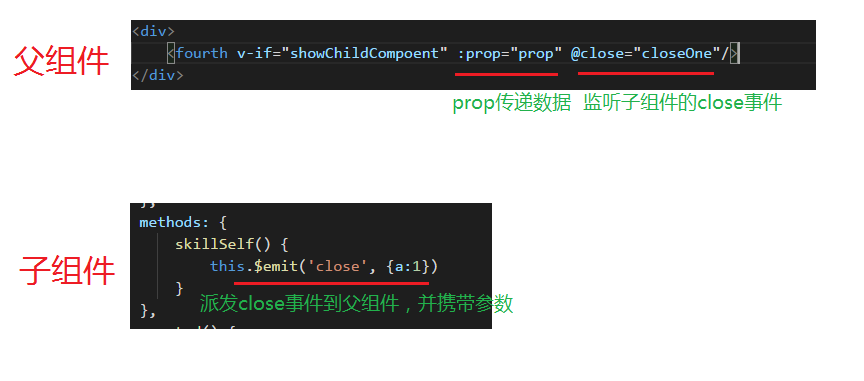 父组件
<div>
<fourth v-if="showChildCompoent" :prop="prop" @close="closeOne"/>
</div>
prop传递数据 监听子组件的close事件
子组件
methods: {
skillSelf() {
this.$emit('close', {a:1})
}
派发close事件到父组件，并携带参数
},